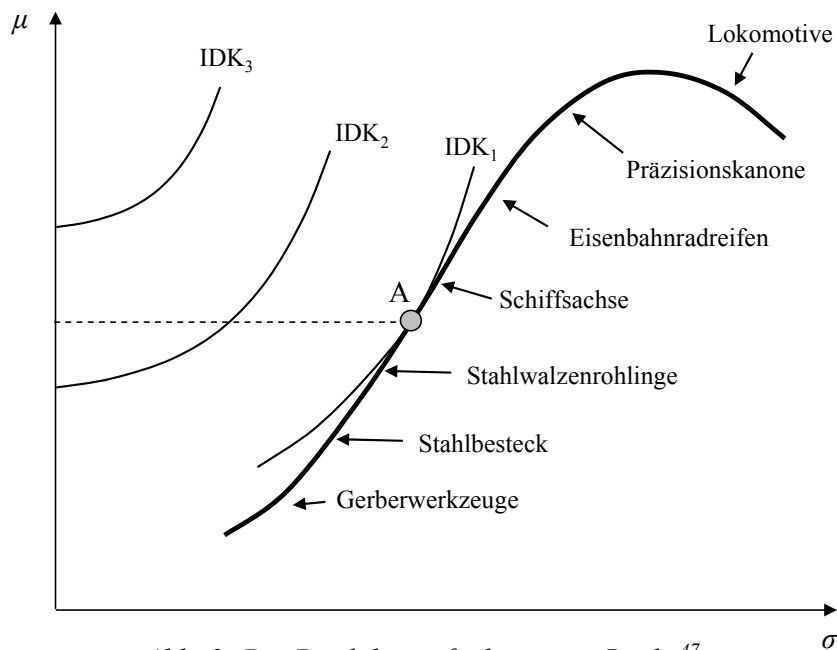 μ
Lokomotive
IDK3
IDK2
IDK1
Präzisionskanone
Eisenbahnradreifen
A
Schiffsachse
Stahlwalzenrohlinge
Stahlbesteck
Gerberwerkzeuge
σ